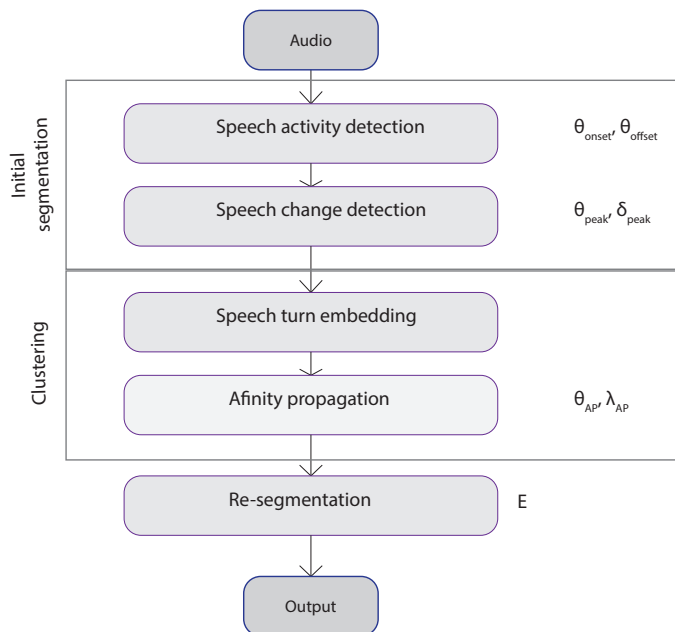 Audio
Initial
segmentation
Speech activity detection
θonset, θoffset
Speech change detection
θpeak, δpeak
Clustering
Speech turn embedding
Afinity propagation
θAP, λAP
Re-segmentation
E
Output